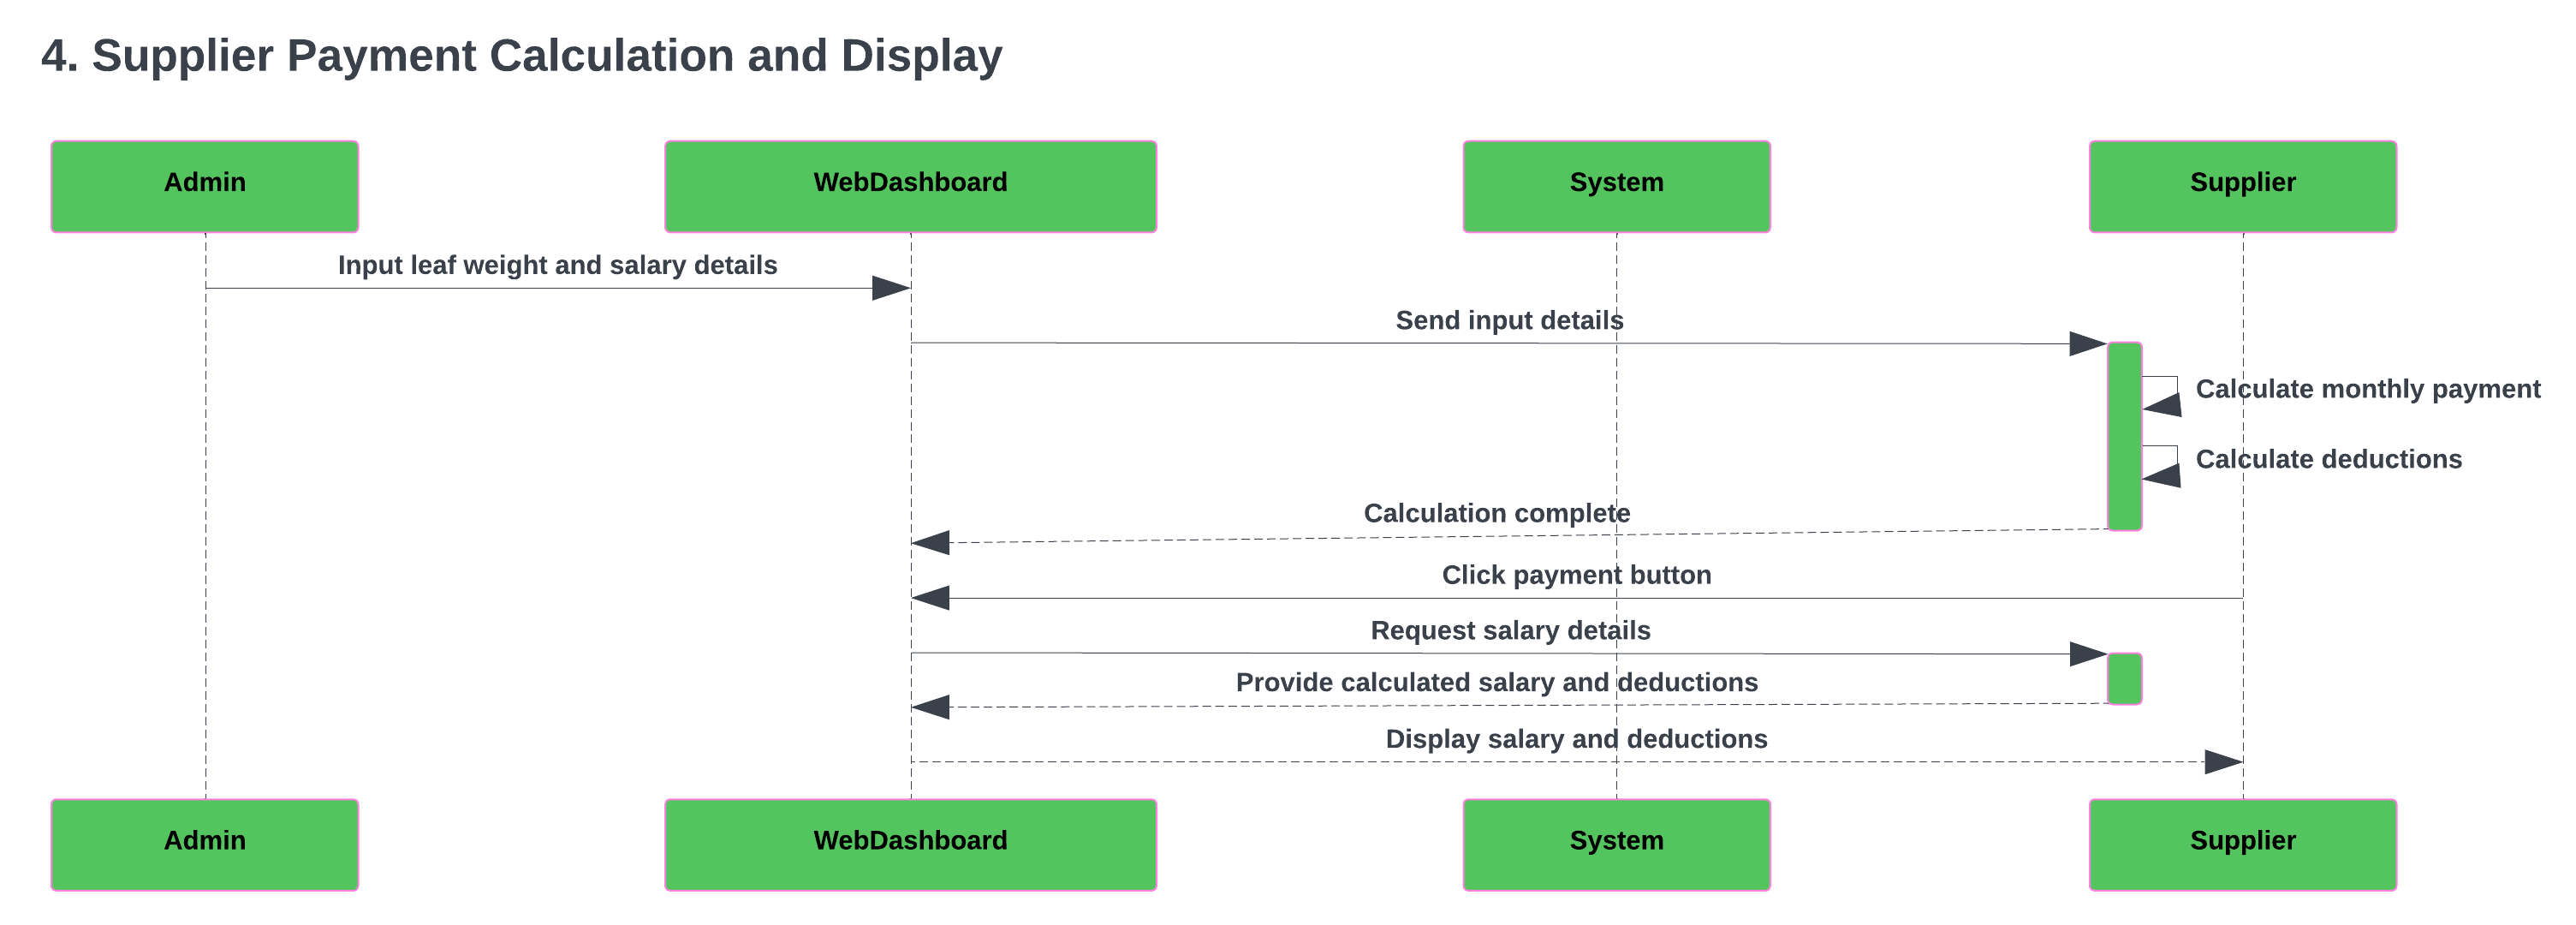 4. Supplier Payment Calculation and Display
Admin
WebDashboard
System
Supplier
Input leaf weight and salary details
Send input details
Calculate monthly payment
Calculate deductions
Calculation complete
Click payment button
Request salary details
Provide calculated salary and deductions
Display salary and deductions
Admin
WebDashboard
System
Supplier